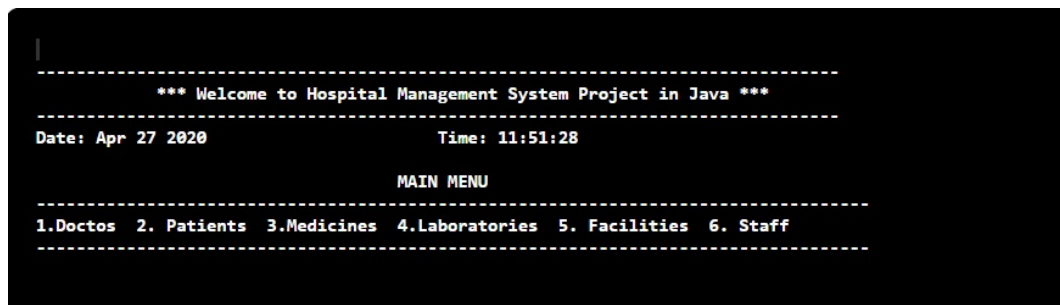 --------------------------------------------------------------------------------
*** Welcome to Hospital Management System Project in Java ***
--------------------------------------------------------------------------------
Date: Apr 27 2020 Time: 11:51:28
MAIN MENU
-----------------------------------------------------------------------------------
1.Doctos 2. Patients 3.Medicines 4.Laboratories 5. Facilities 6. Staff
-----------------------------------------------------------------------------------